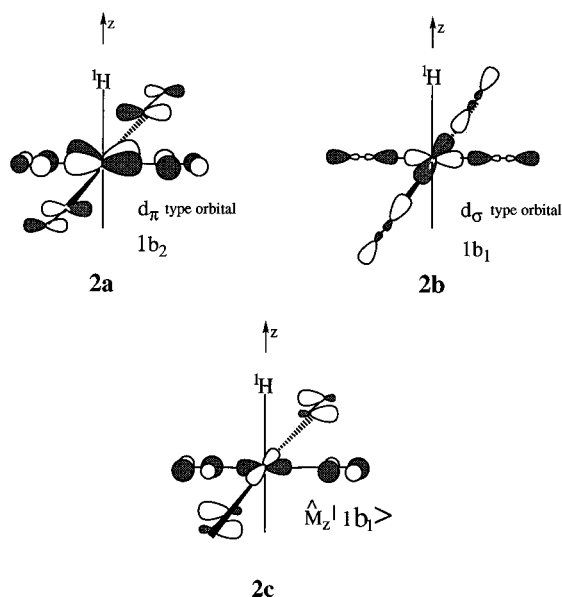 z
z
¹H
¹H
dπ type orbital
1b₂
2a
dσ type orbital
1b₁
2b
z
¹H
M̂z| 1b₁>
2c